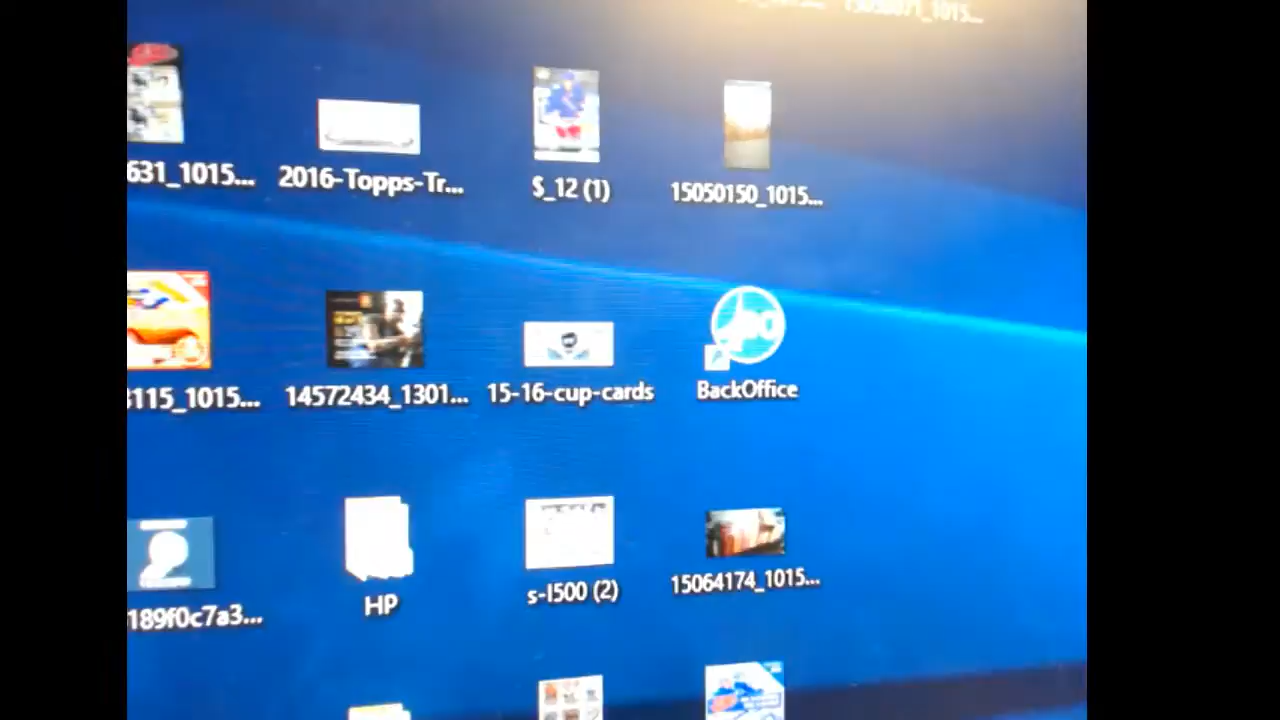 631_1015...
2016-Topps-Tr...
$_12 (1)
15050150_1015...
115_1015...
14572434_1301...
15-16-cup-cards
BackOffice
189f0c7a3...
HP
s-l500 (2)
15064174_1015...